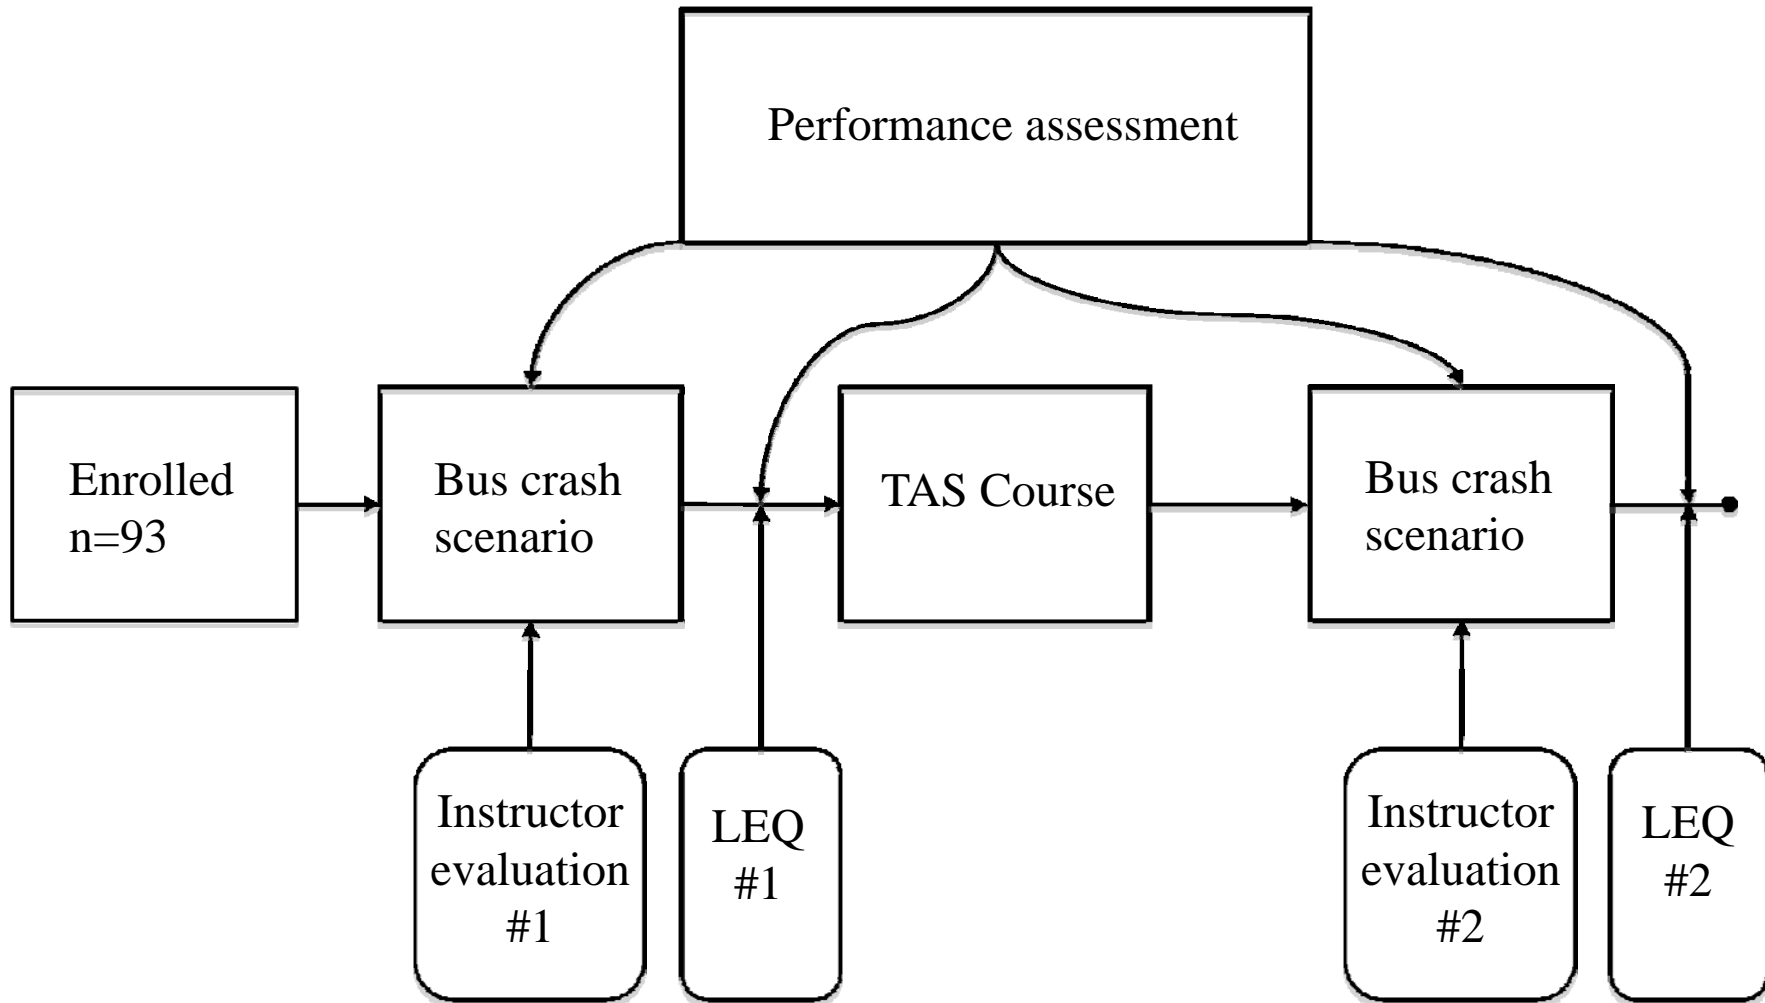 Performance assessment
Enrolled
n=93
Bus crash
scenario
TAS Course
Bus crash
scenario
Instructor
evaluation
#1
LEQ
#1
Instructor
evaluation
#2
LEQ
#2